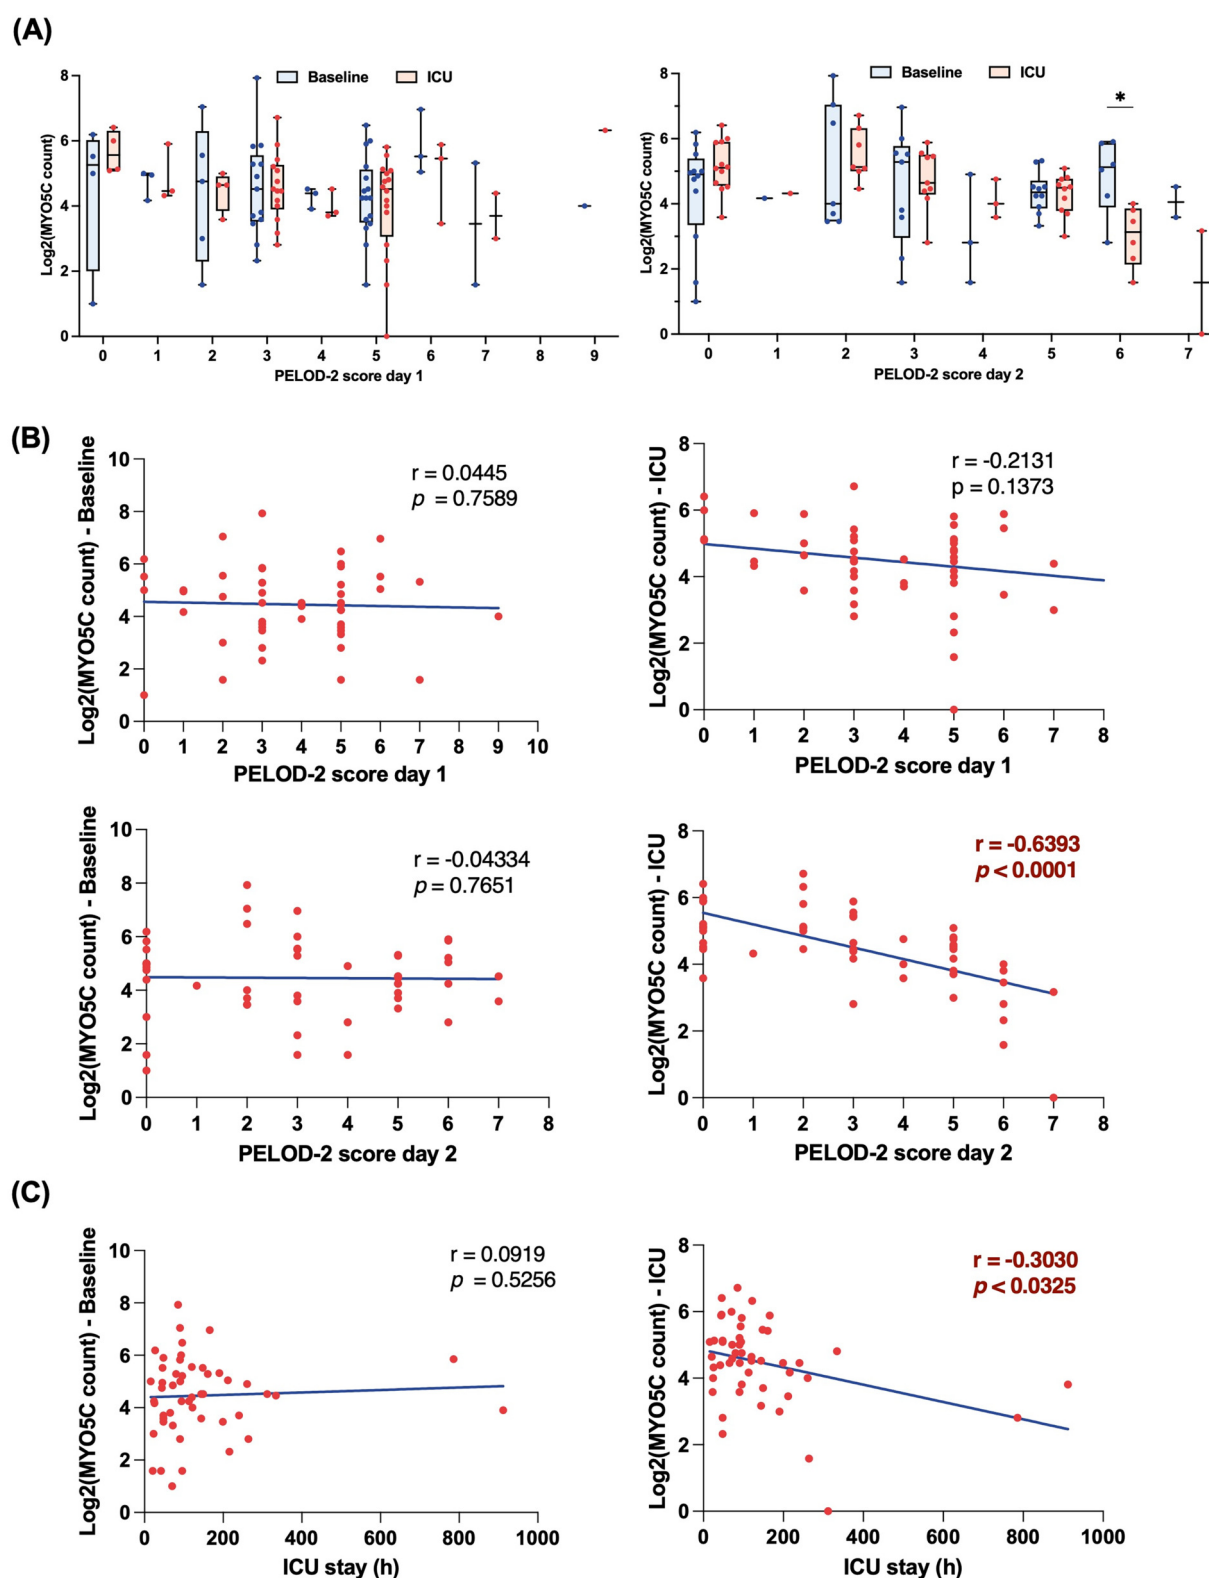 (A)
Baseline ICU
Log2(MYO5C count)
8
6
4
2
0
0 1 2 3 4 5 6 7 8 9
PELOD-2 score day 1
Baseline ICU
*
Log2(MYO5C count)
8
6
4
2
0
0 1 2 3 4 5 6 7
PELOD-2 score day 2
(B)
Log2(MYO5C count) - Baseline
r = 0.0445
p = 0.7589
10
8
6
4
2
0
0 1 2 3 4 5 6 7 8 9 10
PELOD-2 score day 1
Log2(MYO5C count) - ICU
r = -0.2131
p = 0.1373
8
6
4
2
0
0 1 2 3 4 5 6 7 8
PELOD-2 score day 1
Log2(MYO5C count) - Baseline
r = -0.04334
p = 0.7651
10
8
6
4
2
0
0 1 2 3 4 5 6 7 8
PELOD-2 score day 2
Log2(MYO5C count) - ICU
r = -0.6393
p < 0.0001
8
6
4
2
0
0 1 2 3 4 5 6 7 8
PELOD-2 score day 2
(C)
Log2(MYO5C count) - Baseline
r = 0.0919
p = 0.5256
10
8
6
4
2
0
0 200 400 600 800 1000
ICU stay (h)
Log2(MYO5C count) - ICU
r = -0.3030
p < 0.0325
8
6
4
2
0
0 200 400 600 800 1000
ICU stay (h)